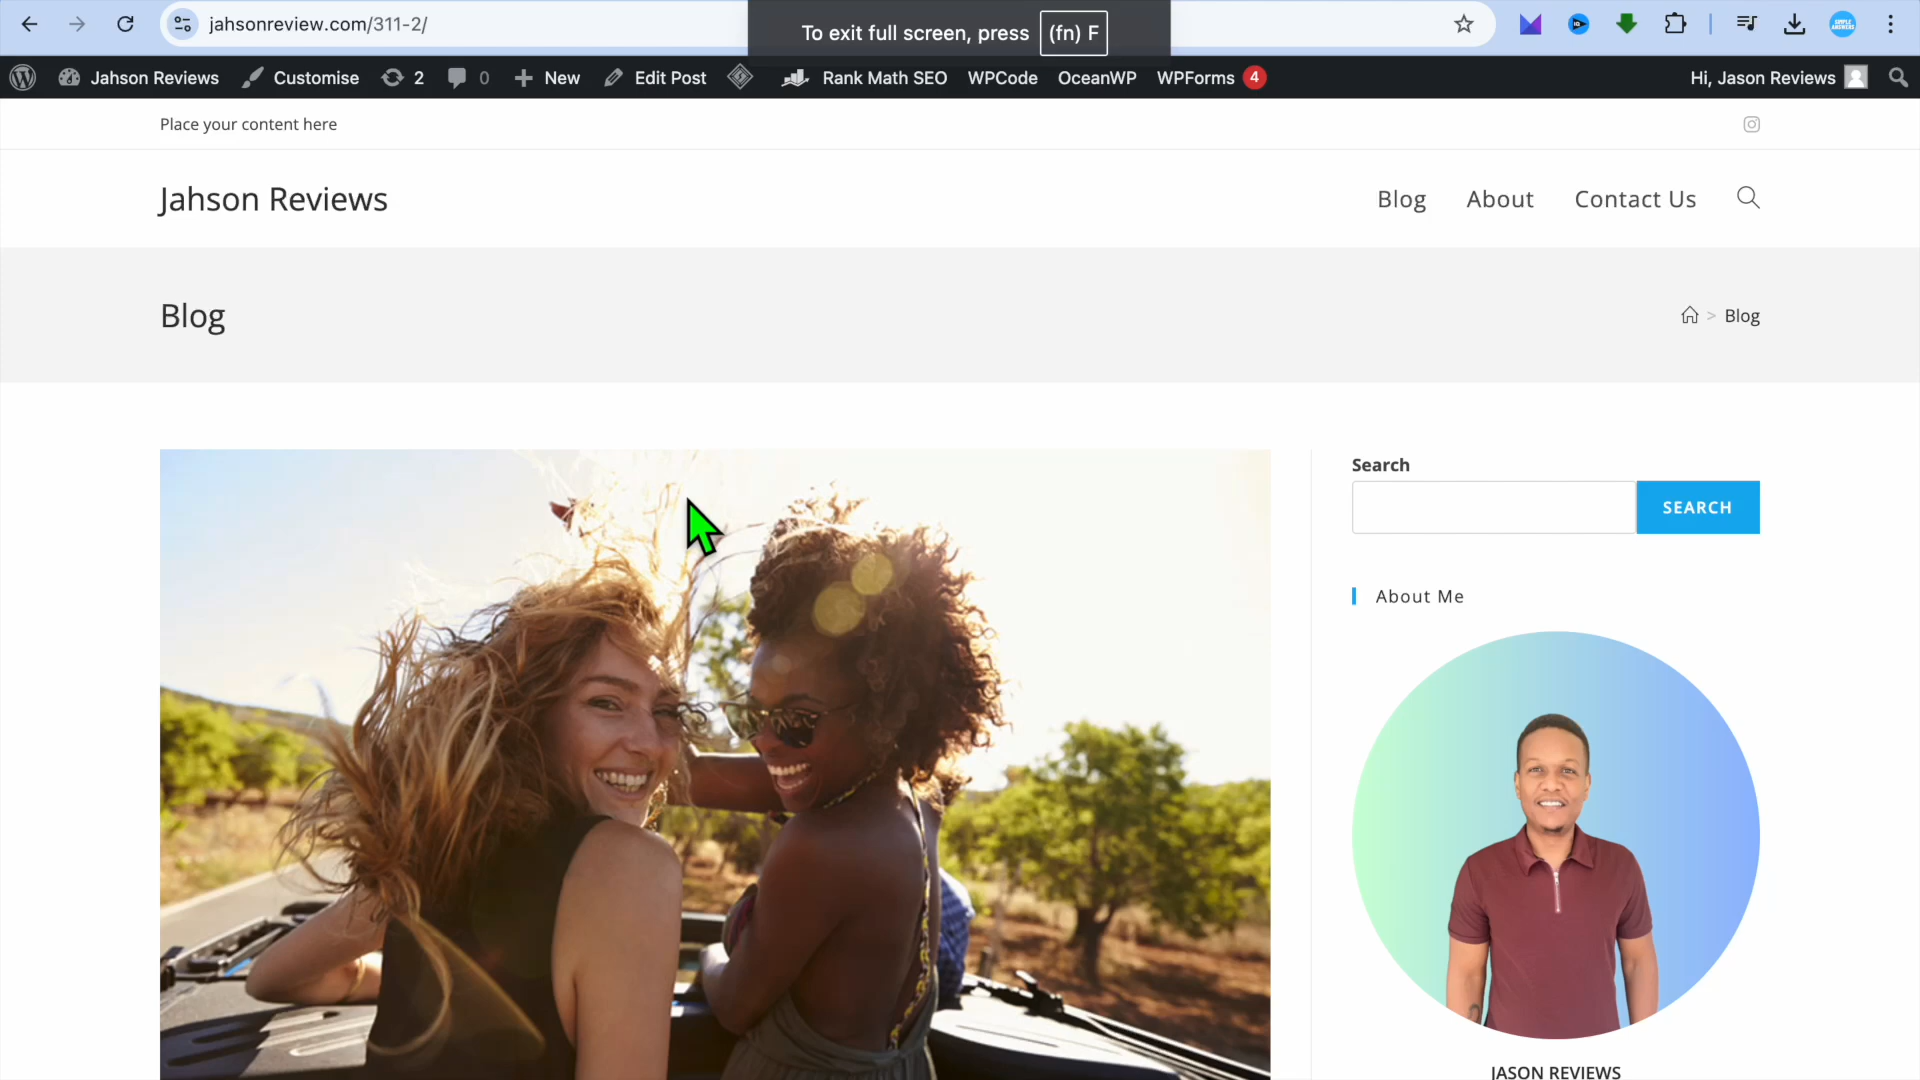 jahsonreview.com/311-2/
To exit full screen, press (fn) F
Jahson Reviews Customise 2 0 New Edit Post Rank Math SEO WPCode OceanWP WPForms 4 Hi, Jason Reviews
Place your content here
Jahson Reviews
Blog About Contact Us
Blog
> Blog
Search
SEARCH
About Me
JASON REVIEWS